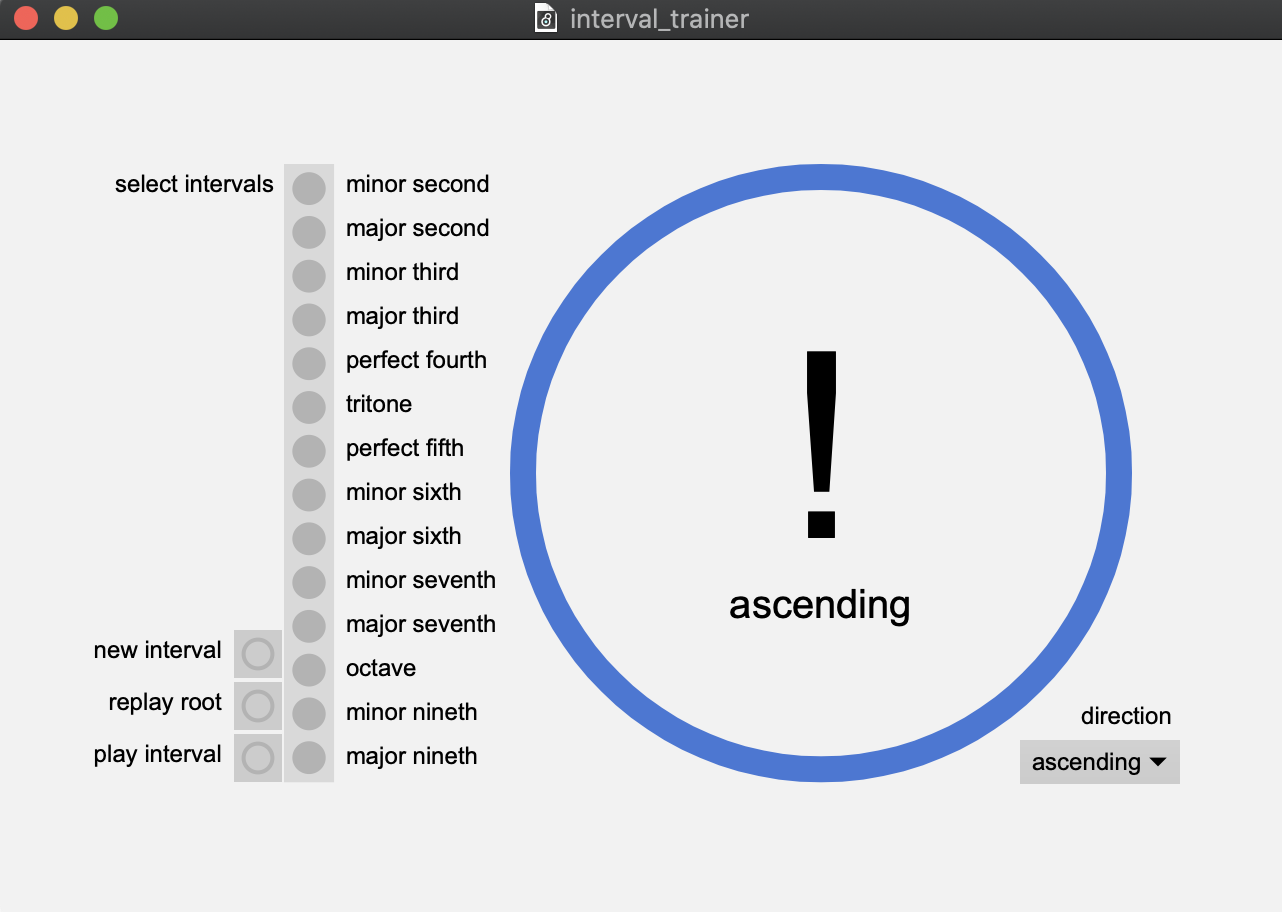 interval_trainer
select intervals
minor second
major second
minor third
major third
perfect fourth
tritone
perfect fifth
minor sixth
major sixth
minor seventh
major seventh
octave
minor nineth
major nineth
new interval
replay root
play interval
!
ascending
direction
ascending